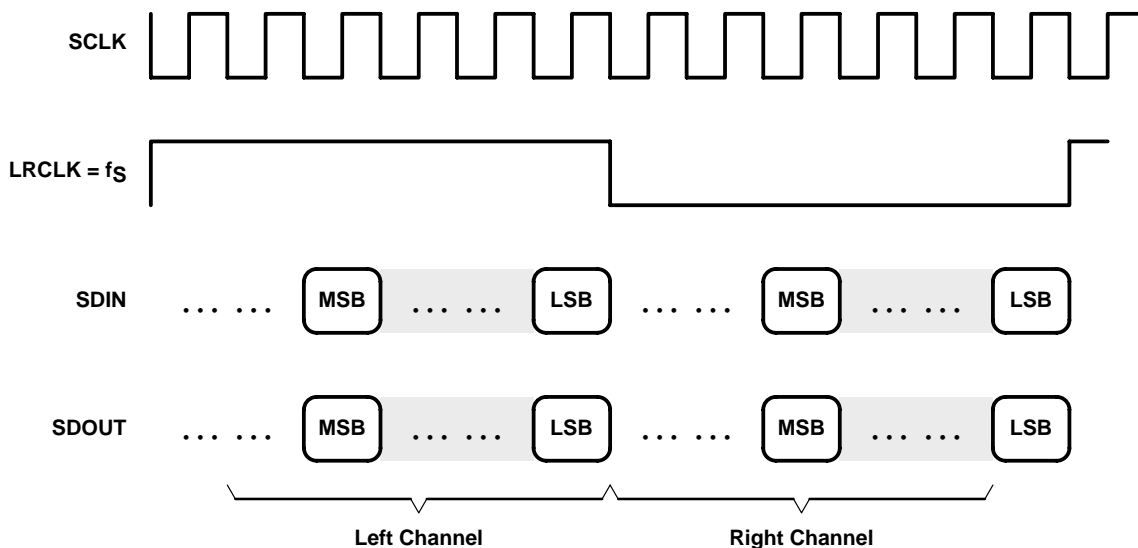 SCLK
LRCLK = fS
SDIN
... ... MSB ... ... LSB ... ... MSB ... ... LSB
SDOUT
... ... MSB ... ... LSB ... ... MSB ... ... LSB
Left Channel
Right Channel